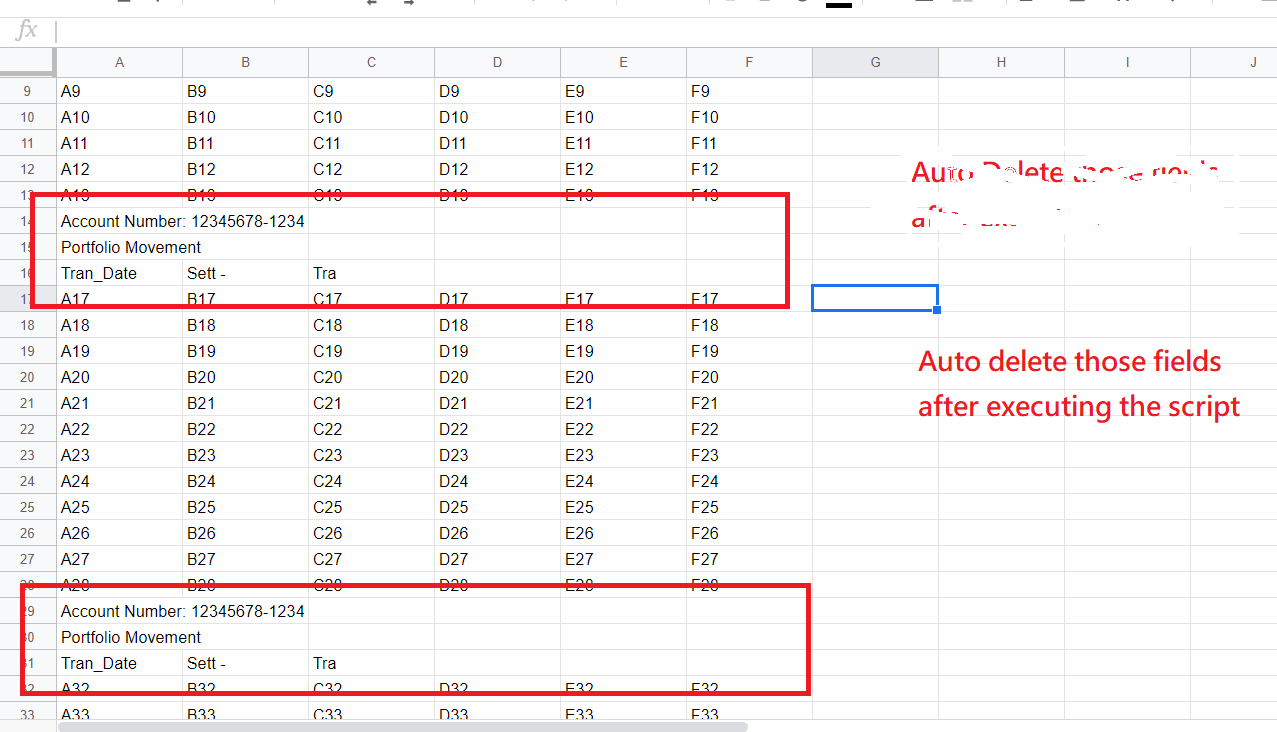 fx
A B C D E F G H I J
9 A9 B9 C9 D9 E9 F9
10 A10 B10 C10 D10 E10 F10
11 A11 B11 C11 D11 E11 F11
12 A12 B12 C12 D12 E12 F12
13 A13 B13 C13 D13 E13 F13
14 Account Number: 12345678-1234
15 Portfolio Movement
16 Tran_Date Sett - Tra
17 A17 B17 C17 D17 E17 F17
18 A18 B18 C18 D18 E18 F18
19 A19 B19 C19 D19 E19 F19
20 A20 B20 C20 D20 E20 F20
21 A21 B21 C21 D21 E21 F21
22 A22 B22 C22 D22 E22 F22
23 A23 B23 C23 D23 E23 F23
24 A24 B24 C24 D24 E24 F24
25 A25 B25 C25 D25 E25 F25
26 A26 B26 C26 D26 E26 F26
27 A27 B27 C27 D27 E27 F27
28 A28 B28 C28 D28 E28 F28
29 Account Number: 12345678-1234
30 Portfolio Movement
31 Tran_Date Sett - Tra
32 A32 B32 C32 D32 E32 F32
33 A33 B33 C33 D33 E33 F33
Auto Delete those fields
Auto delete those fields
after executing the script